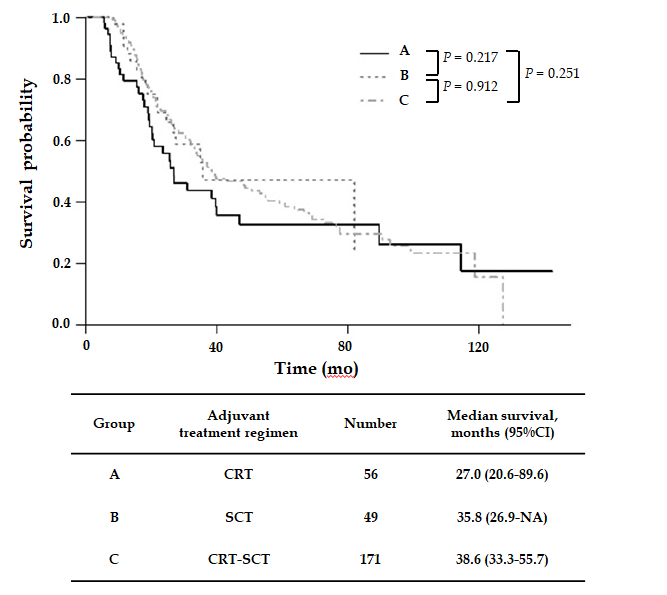 Survival probability
1.0
0.8
0.6
0.4
0.2
0.0
0
40
80
120
Time (mo)
A
B
C
P = 0.217
P = 0.912
P = 0.251
Group
Adjuvant
treatment regimen
Number
Median survival,
months (95%CI)
A CRT 56 27.0 (20.6-89.6)
B SCT 49 35.8 (26.9-NA)
C CRT-SCT 171 38.6 (33.3-55.7)